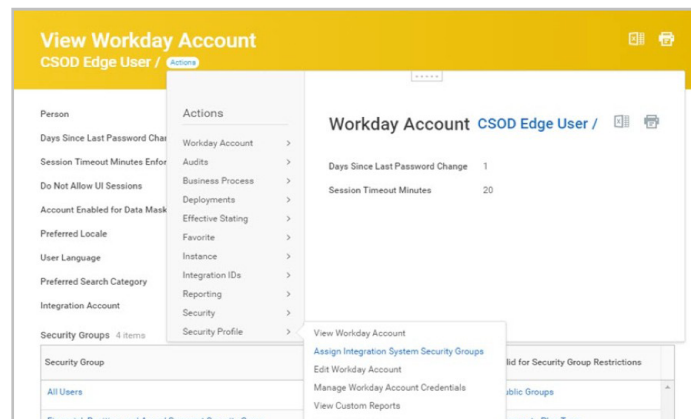 View Workday Account
CSOD Edge User / Actions
Person
Days Since Last Password Char
Session Timeout Minutes Enfor
Do Not Allow UI Sessions
Account Enabled for Data Mask
Preferred Locale
User Language
Preferred Search Category
Integration Account
Security Groups 4 items
Actions
Workday Account
Audits
Business Process
Deployments
Effective Stating
Favorite
Instance
Integration IDs
Reporting
Security
Security Profile
Workday Account CSOD Edge User /
Days Since Last Password Change 1
Session Timeout Minutes 20
View Workday Account
Assign Integration System Security Groups
Edit Workday Account
Manage Workday Account Credentials
View Custom Reports
Security Group
lid for Security Group Restrictions
All Users
ublic Groups